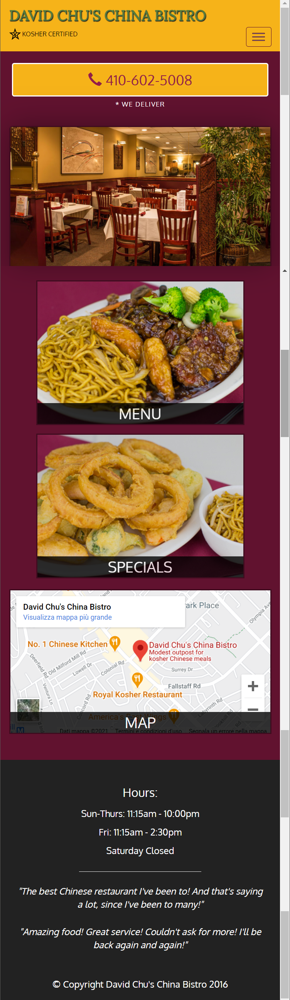 DAVID CHU'S CHINA BISTRO
K KOSHER CERTIFIED
410-602-5008
* WE DELIVER
MENU
SPECIALS
David Chu's China Bistro
Visualizza mappa più grande
Park Place
Olympia Ave
No. 1 Chinese Kitchen
David Chu's China Bistro
Modest outpost for
kosher Chinese meals
Old Milford Mill Rd
Deerfield Rd
Lowell Dr
Colonial Rd
Surrey Dr
Ventura Ln
Fallstaff Rd
Royal Kosher Restaurant
Concord Rd
Labyrinth Rd
America's Best Wings
MAP
Dati mappa ©2021 Termini e condizioni d'uso Segnala un errore nella mappa
Hours:
Sun-Thurs: 11:15am - 10:00pm
Fri: 11:15am - 2:30pm
Saturday Closed
"The best Chinese restaurant I've been to! And that's saying
a lot, since I've been to many!"
"Amazing food! Great service! Couldn't ask for more! I'll be
back again and again!"
© Copyright David Chu's China Bistro 2016